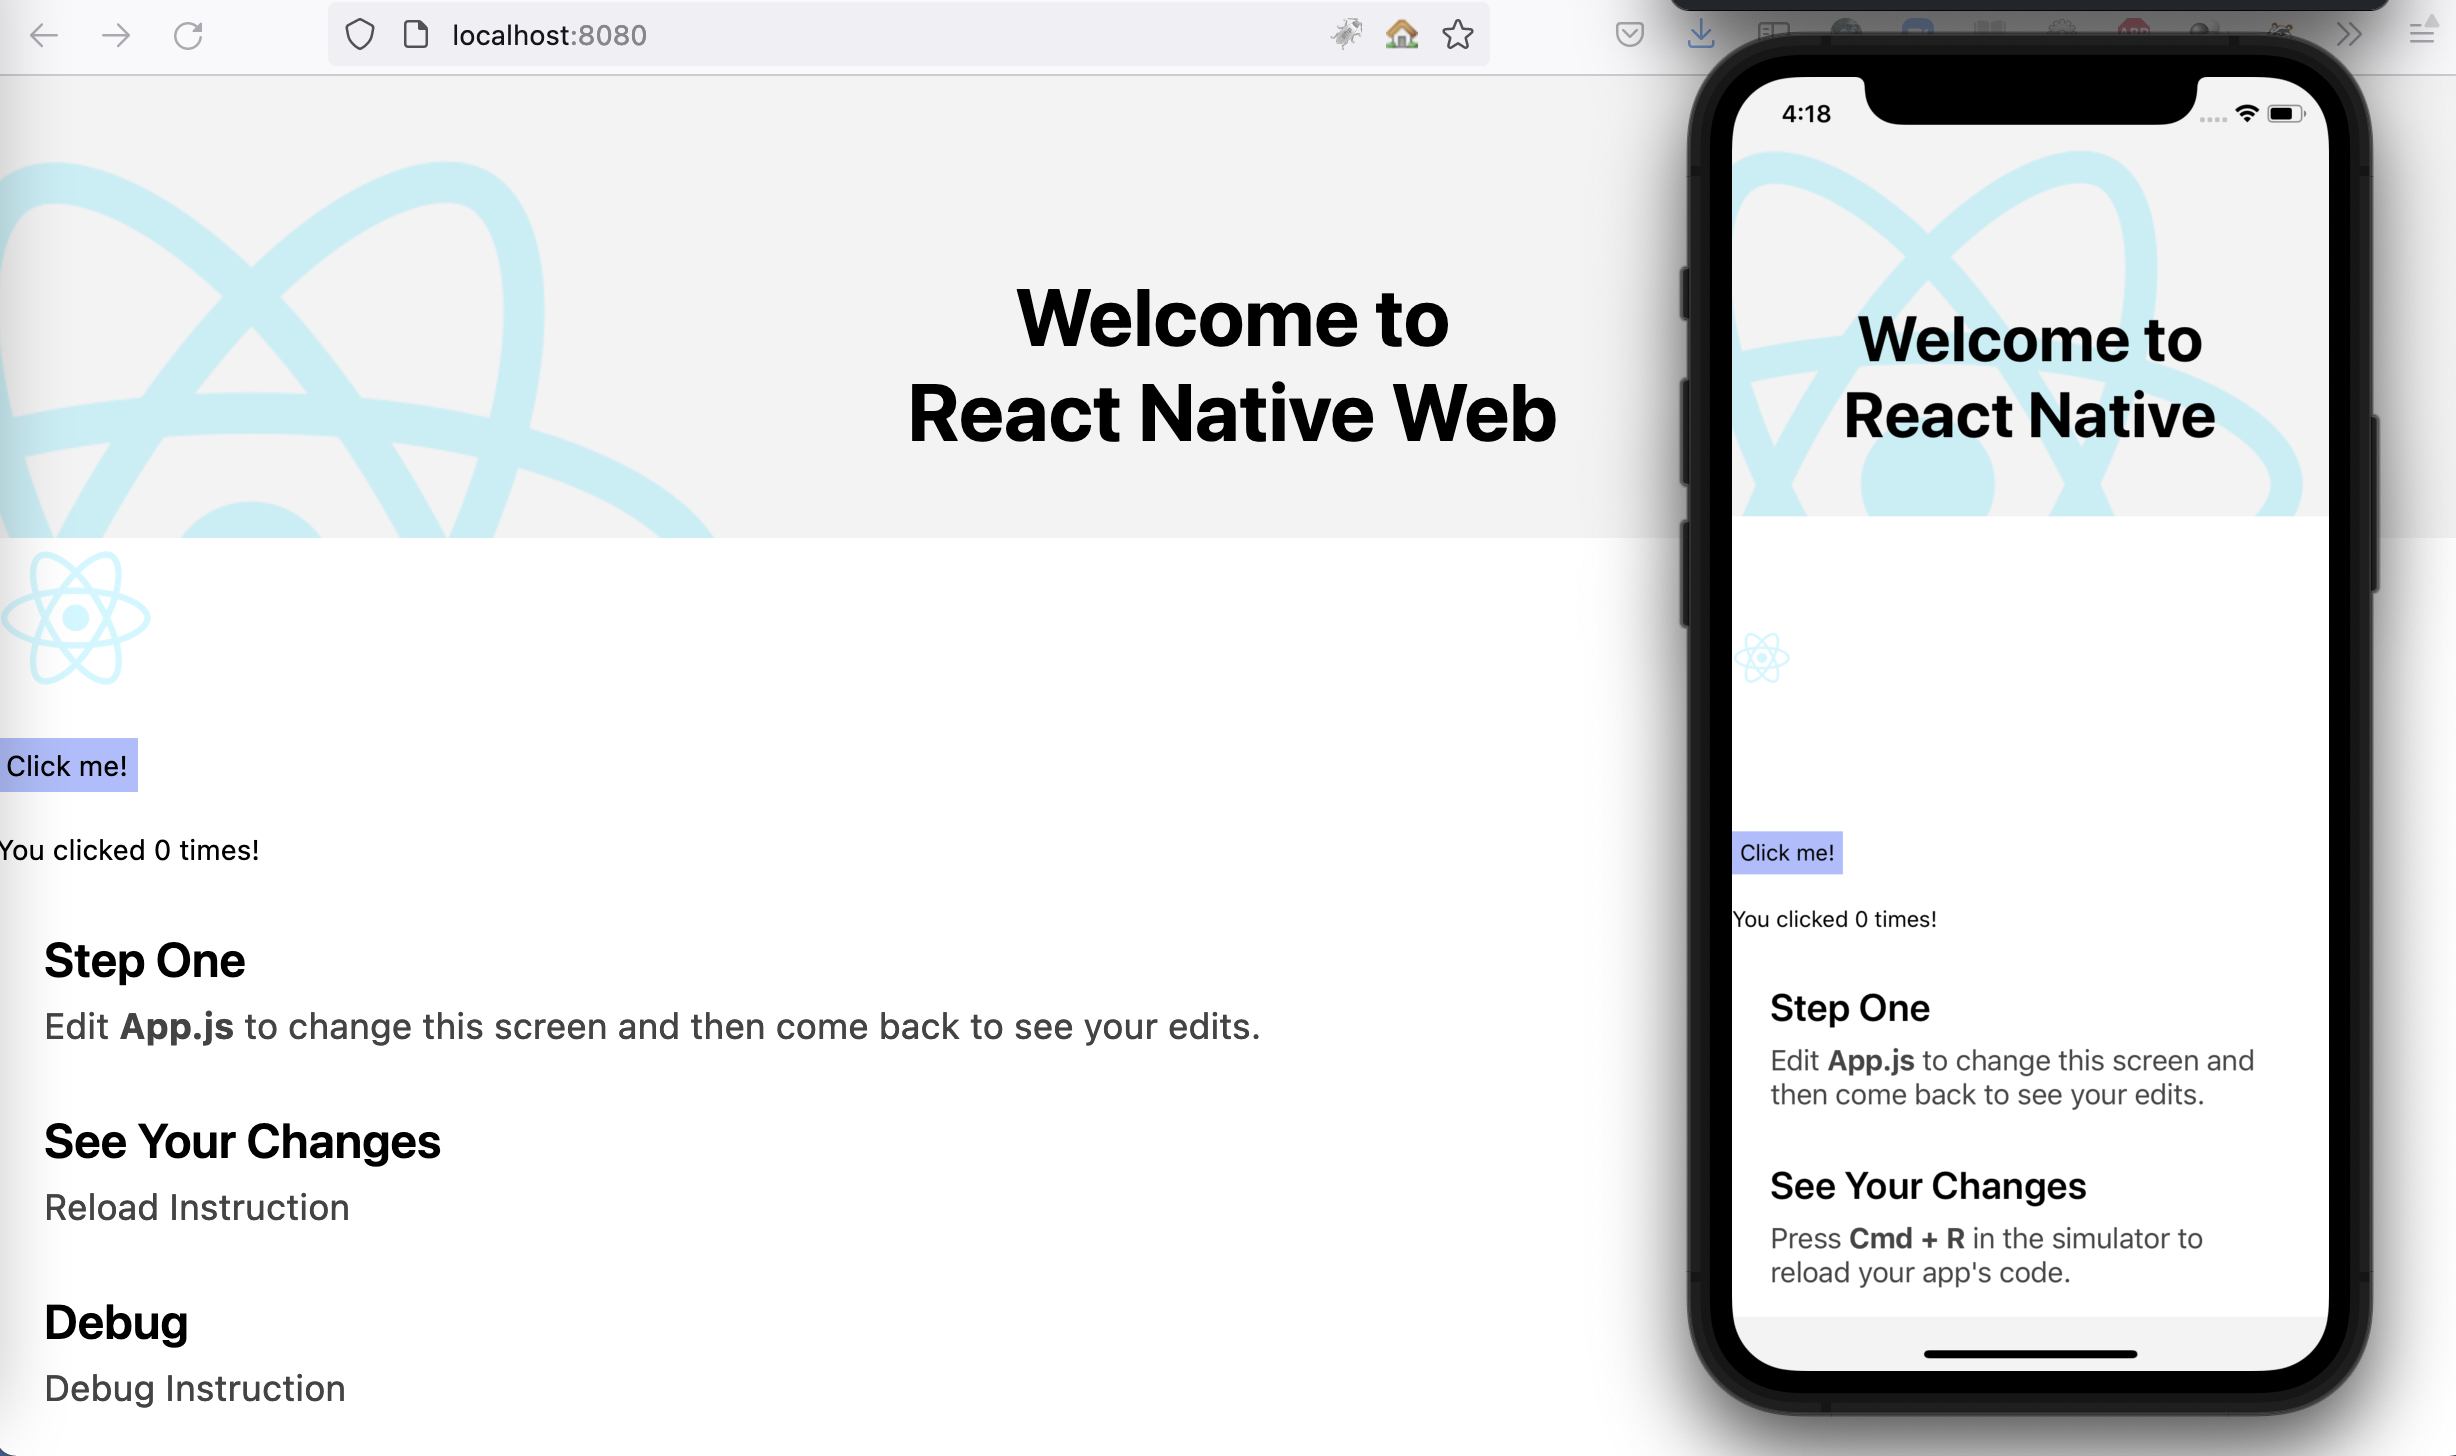 localhost:8080
Welcome to
React Native Web
Click me!
You clicked 0 times!
Step One
Edit App.js to change this screen and then come back to see your edits.
See Your Changes
Reload Instruction
Debug
Debug Instruction
4:18
Welcome to
React Native
Click me!
You clicked 0 times!
Step One
Edit App.js to change this screen and
then come back to see your edits.
See Your Changes
Press Cmd + R in the simulator to
reload your app's code.